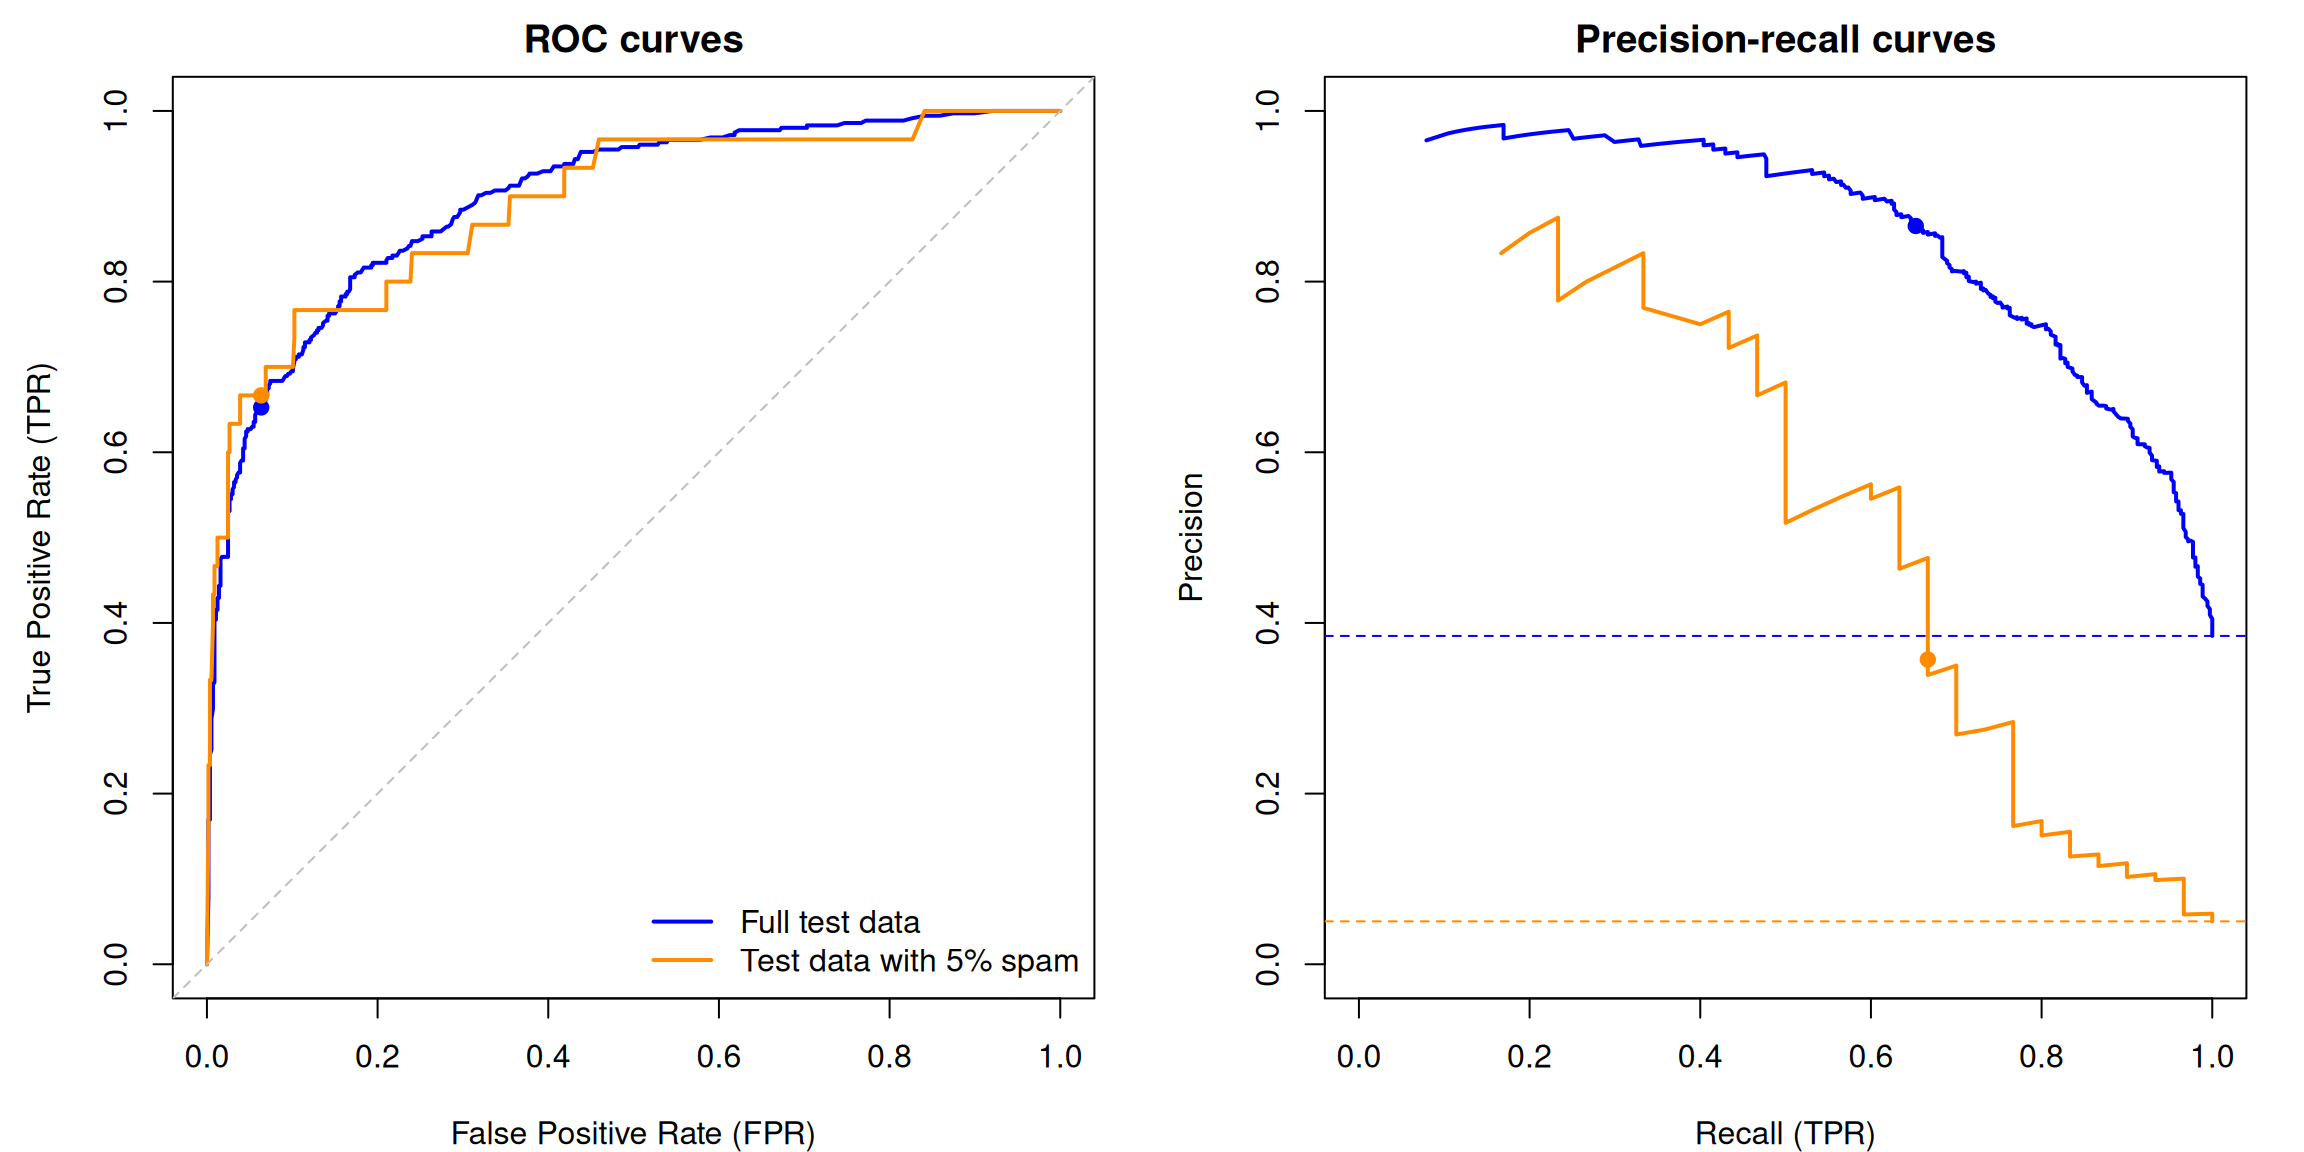 ROC curves
True Positive Rate (TPR)
1.0
0.8
0.6
0.4
0.2
0.0
Full test data
Test data with 5% spam
0.0 0.2 0.4 0.6 0.8 1.0
False Positive Rate (FPR)
Precision-recall curves
Precision
1.0
0.8
0.6
0.4
0.2
0.0
0.0 0.2 0.4 0.6 0.8 1.0
Recall (TPR)